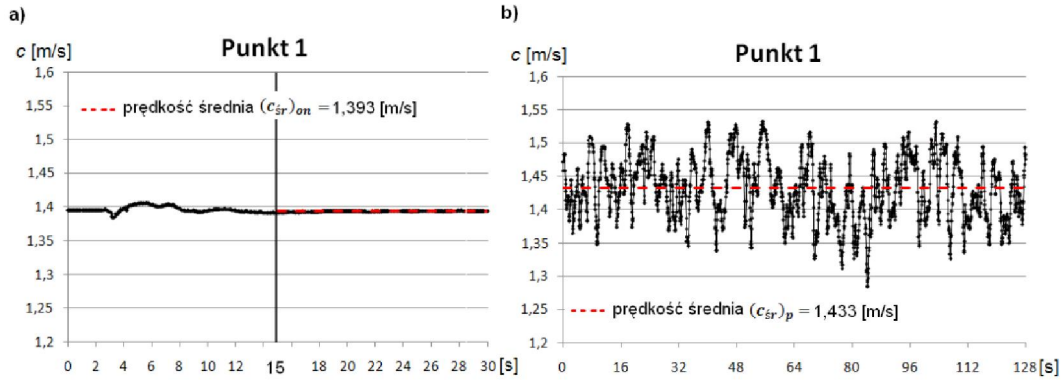 a)
c [m/s]
Punkt 1
1,6
1,55
1,5
1,45
1,4
1,35
1,3
1,25
1,2
prędkość średnia (c_śr)_on = 1,393 [m/s]
0 2 4 6 8 10 12 15 16 18 20 22 24 26 28 30 [s]
b)
c [m/s]
Punkt 1
1,6
1,55
1,5
1,45
1,4
1,35
1,3
1,25
1,2
prędkość średnia (c_śr)_p = 1,433 [m/s]
0 16 32 48 64 80 96 112 128 [s]